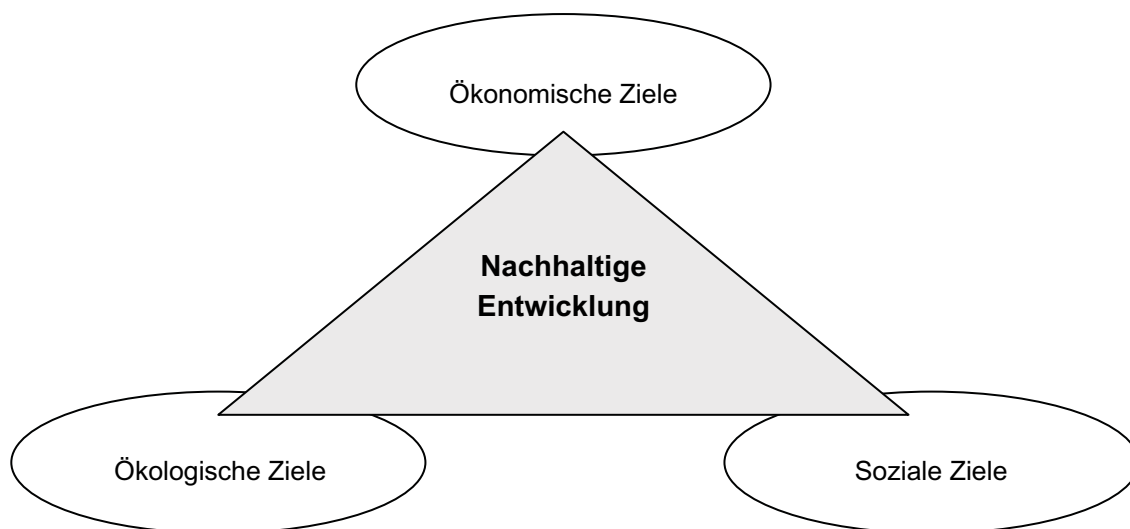 Ökonomische Ziele
Nachhaltige
Entwicklung
Ökologische Ziele
Soziale Ziele